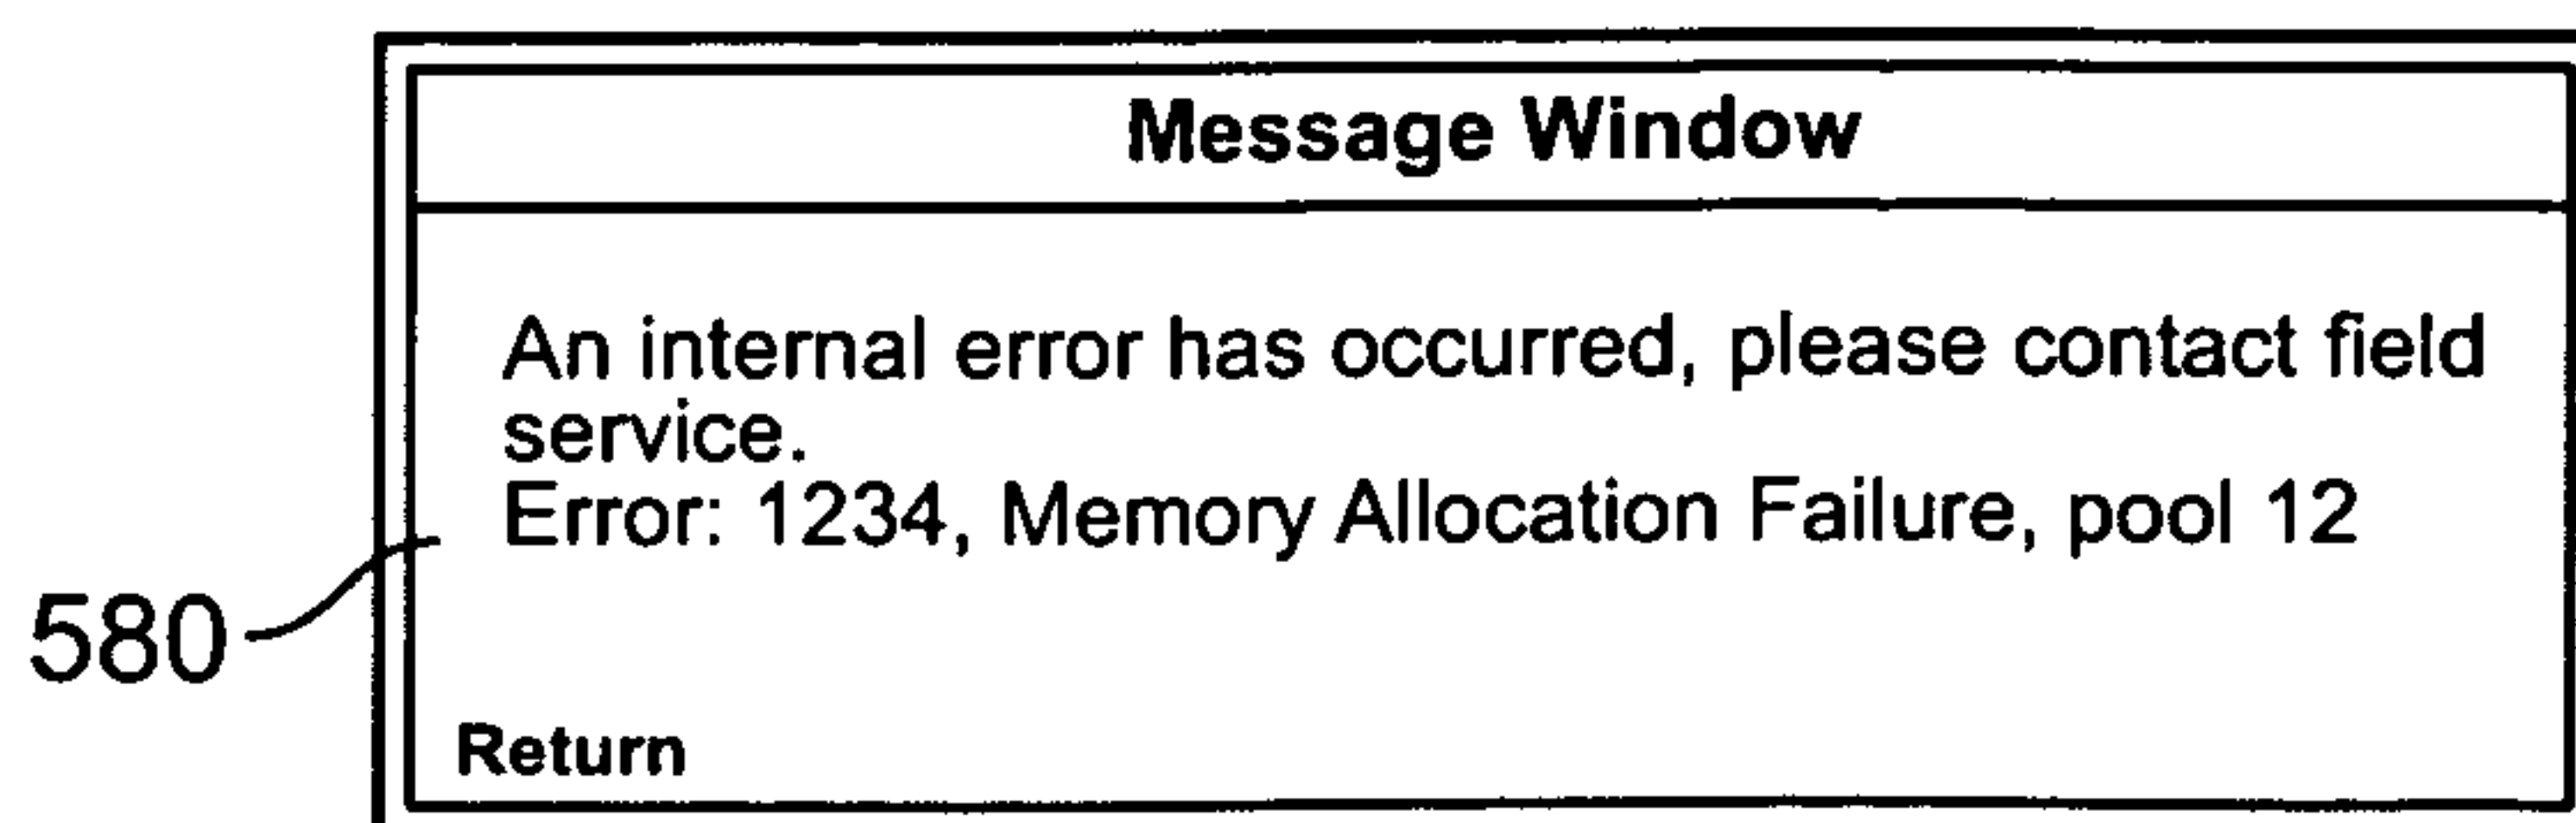 Message Window
An internal error has occurred, please contact field
service.
Error: 1234, Memory Allocation Failure, pool 12
580
Return